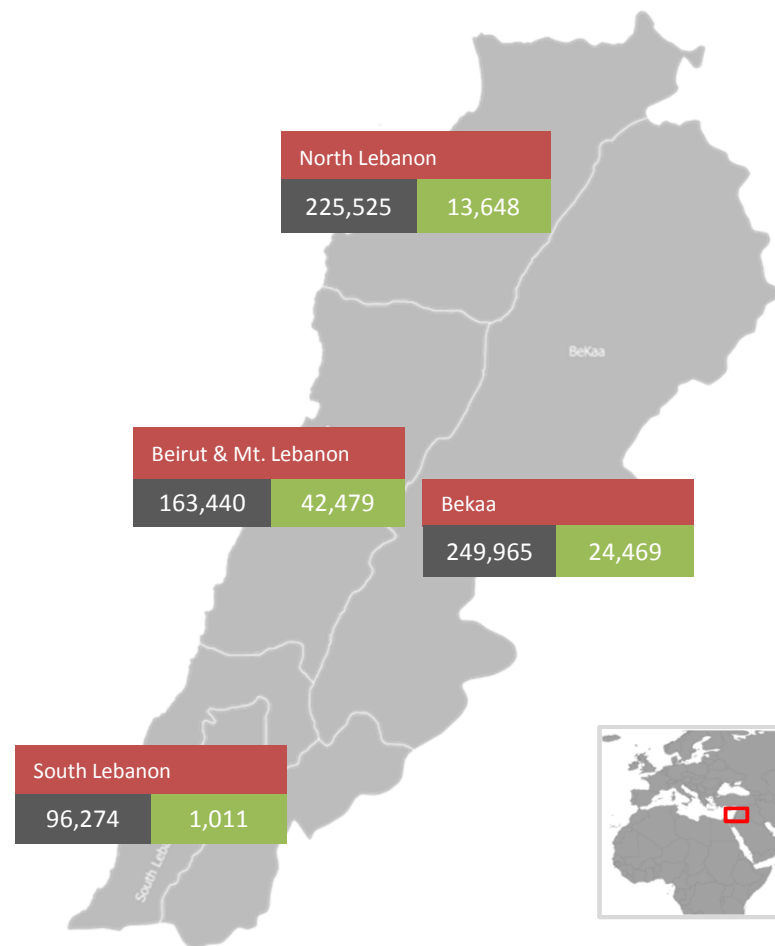 North Lebanon
225,525 13,648
BeKaa
Beirut & Mt. Lebanon
163,440 42,479
Bekaa
249,965 24,469
South Lebanon
96,274 1,011
South